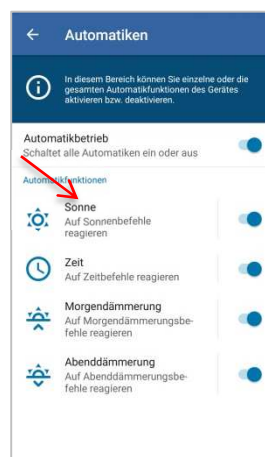 Automatiken
In diesem Bereich können Sie einzelne oder die
gesamten Automatikfunktionen des Gerätes
aktivieren bzw. deaktivieren.
Automatikbetrieb
Schaltet alle Automatiken ein oder aus
Automatikfunktionen
Sonne
Auf Sonnenbefehle
reagieren
Zeit
Auf Zeitbefehle reagieren
Morgendämmerung
Auf Morgendämmerungsbe-
fehle reagieren
Abenddämmerung
Auf Abenddämmerungsbe-
fehle reagieren